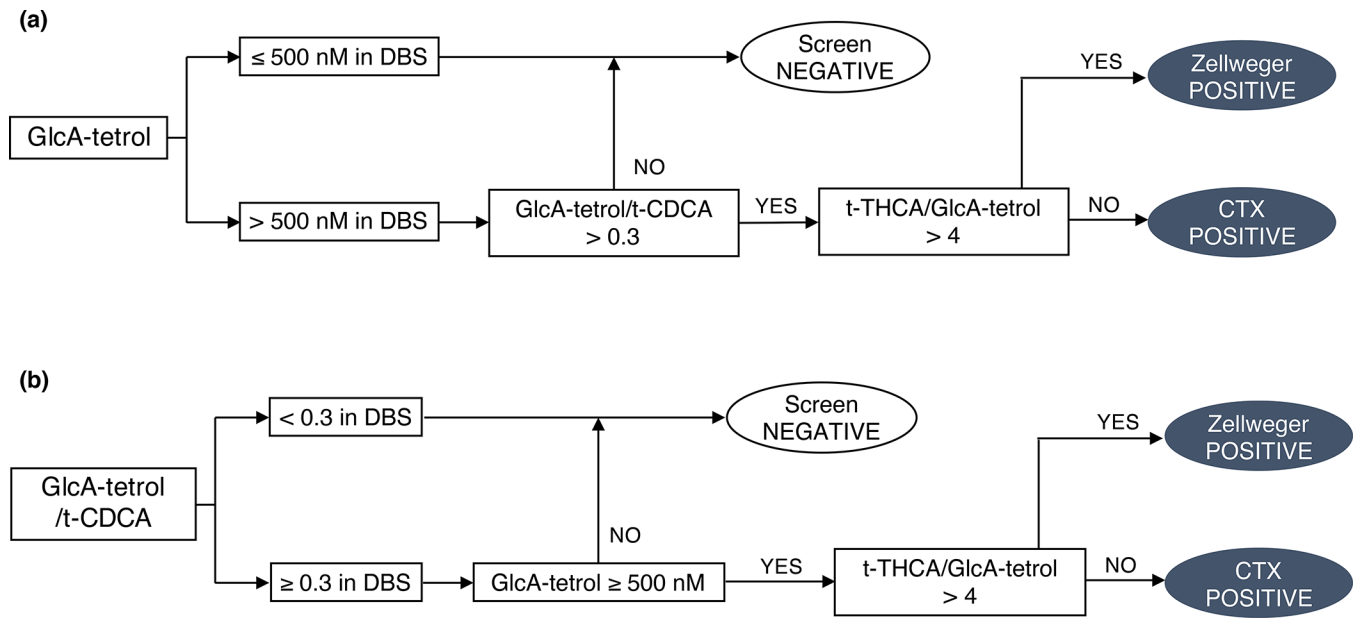 (a)
≤ 500 nM in DBS
Screen
NEGATIVE
YES
Zellweger
POSITIVE
GlcA-tetrol
NO
> 500 nM in DBS
GlcA-tetrol/t-CDCA
> 0.3
YES
t-THCA/GlcA-tetrol
> 4
NO
CTX
POSITIVE
(b)
< 0.3 in DBS
Screen
NEGATIVE
YES
Zellweger
POSITIVE
GlcA-tetrol
/t-CDCA
NO
≥ 0.3 in DBS
GlcA-tetrol ≥ 500 nM
YES
t-THCA/GlcA-tetrol
> 4
NO
CTX
POSITIVE